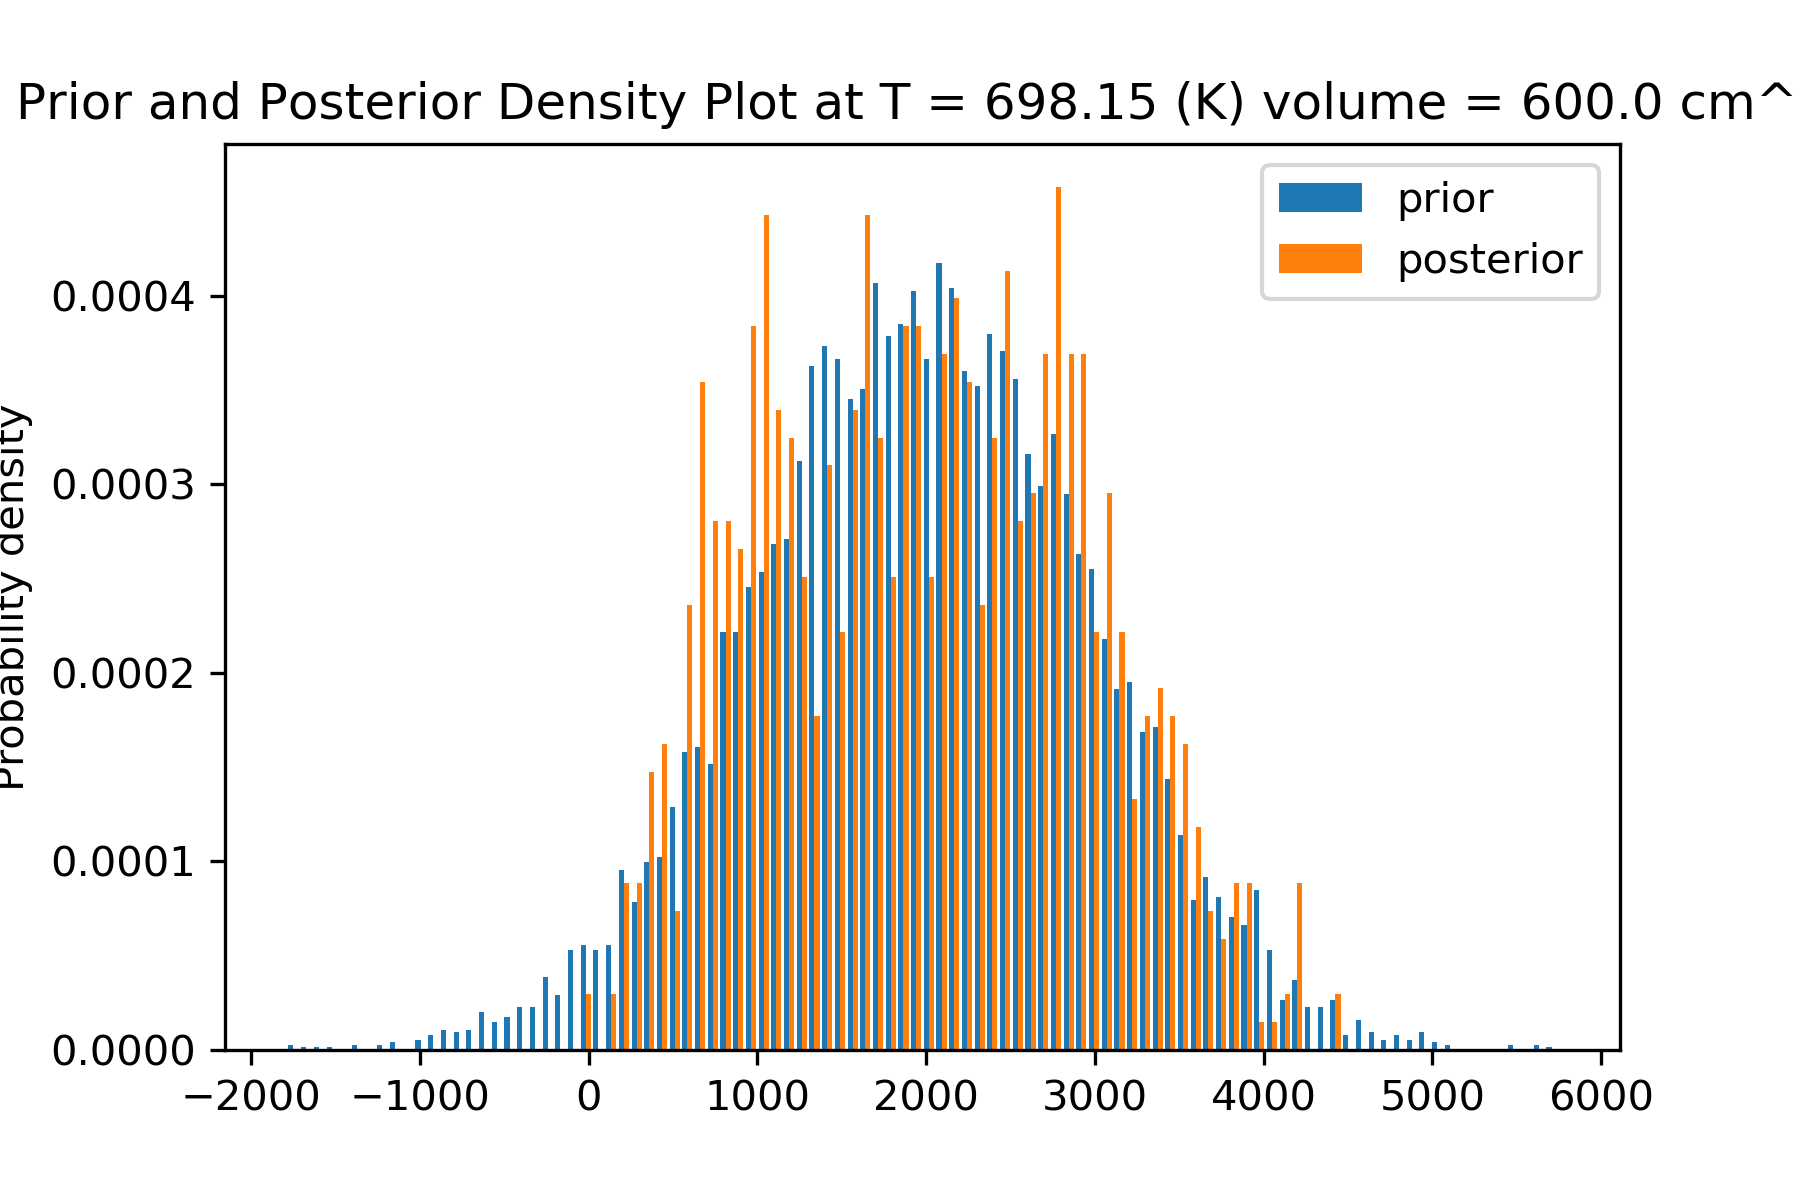 Prior and Posterior Density Plot at T = 698.15 (K) volume = 600.0 cm^
prior
posterior
Probability density
0.0004
0.0003
0.0002
0.0001
0.0000
−2000 −1000 0 1000 2000 3000 4000 5000 6000